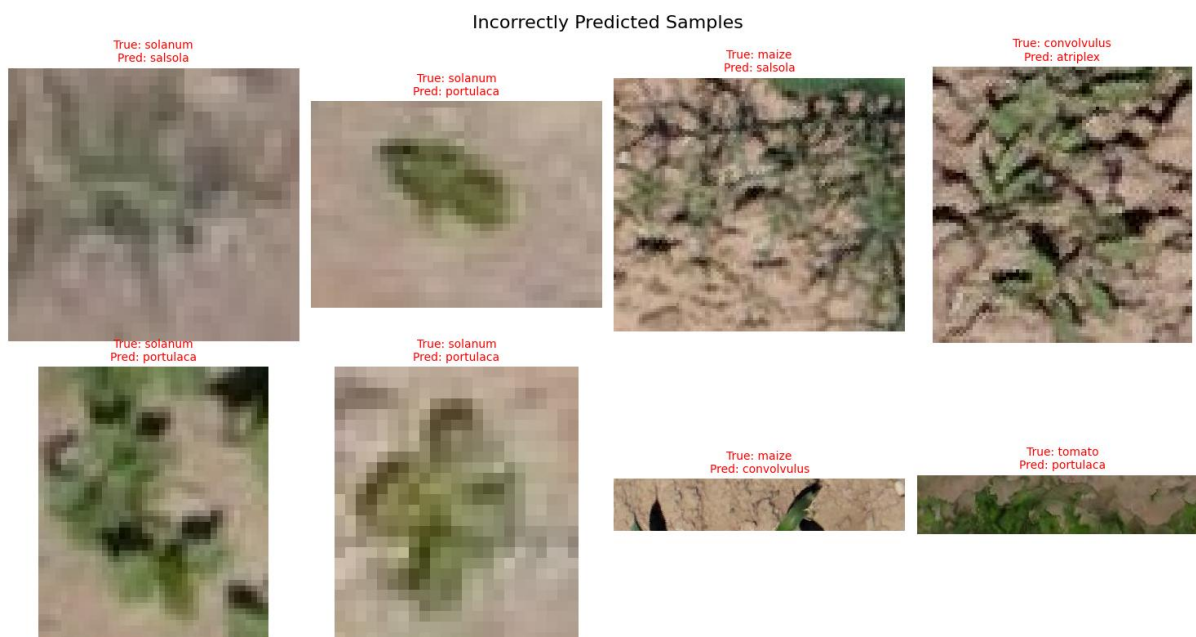 Incorrectly Predicted Samples
True: solanum
Pred: salsola
True: solanum
Pred: portulaca
True: maize
Pred: salsola
True: convolvulus
Pred: atriplex
True: solanum
Pred: portulaca
True: solanum
Pred: portulaca
True: maize
Pred: convolvulus
True: tomato
Pred: portulaca